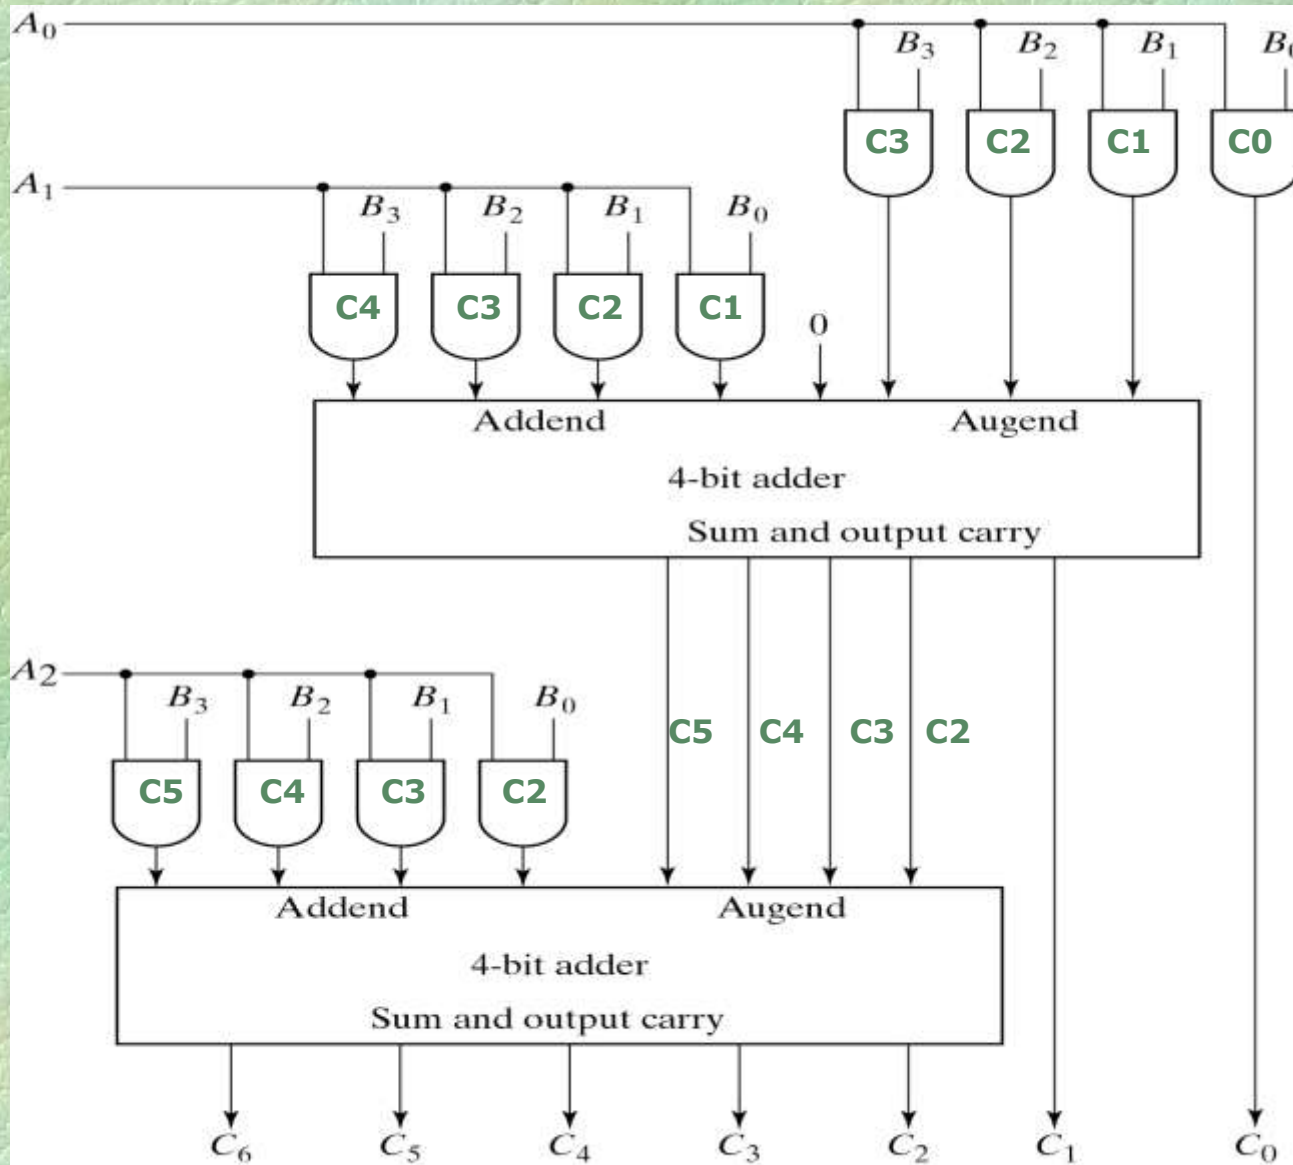 A₀
B₃ B₂ B₁ B₀
C3 C2 C1 C0
A₁
B₃ B₂ B₁ B₀
C4 C3 C2 C1
0
Addend Augend
4-bit adder
Sum and output carry
A2
B₃ B₂ B₁ B₀
C5 C4 C3 C2
C5 C4 C3 C2
Addend Augend
4-bit adder
Sum and output carry
C₆ C₅ C₄ C₃ C₂ C₁ C₀